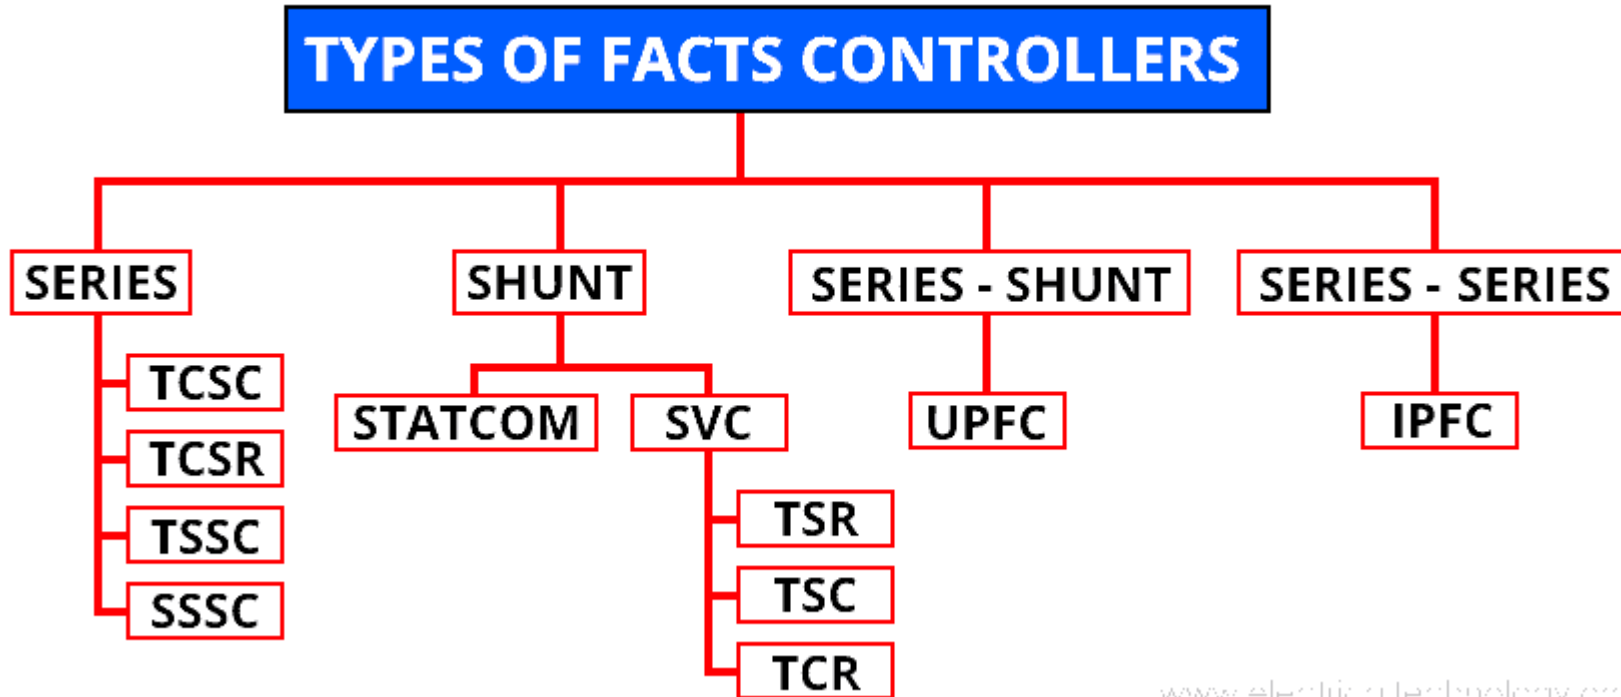 TYPES OF FACTS CONTROLLERS
SERIES
SHUNT
SERIES - SHUNT
SERIES - SERIES
TCSC
TCSR
TSSC
SSSC
STATCOM
SVC
TSR
TSC
TCR
UPFC
IPFC